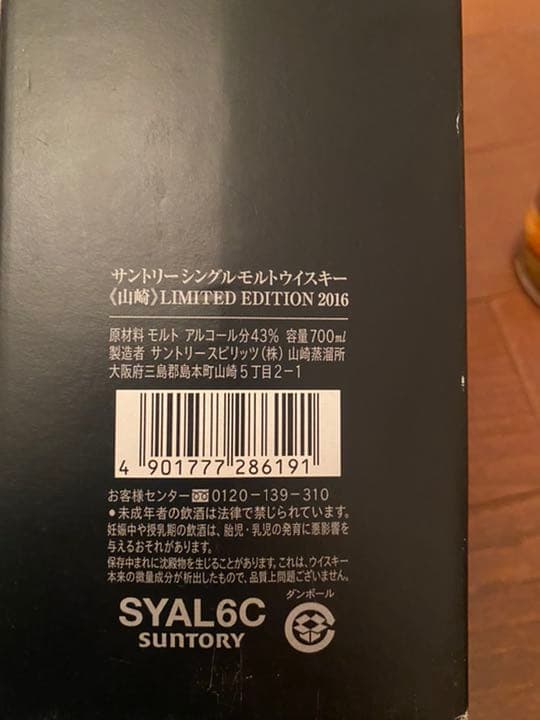 サントリーシングルモルトウイスキー
《山崎》LIMITED EDITION 2016
原材料 モルト アルコール分43% 容量700ml
製造者 サントリースピリッツ(株) 山崎蒸溜所
大阪府三島郡島本町山崎5丁目2-1
4 901777 286191
お客様センター 0120-139-310
●未成年者の飲酒は法律で禁じられています。
妊娠中や授乳期の飲酒は、胎児・乳児の発育に悪影響を
与えるおそれがあります。
保存中まれに沈殿物を生じることがあります。これは、ウイスキー
本来の微量成分が析出したもので、品質上問題ございません。
ダンボール
SYAL6C
SUNTORY